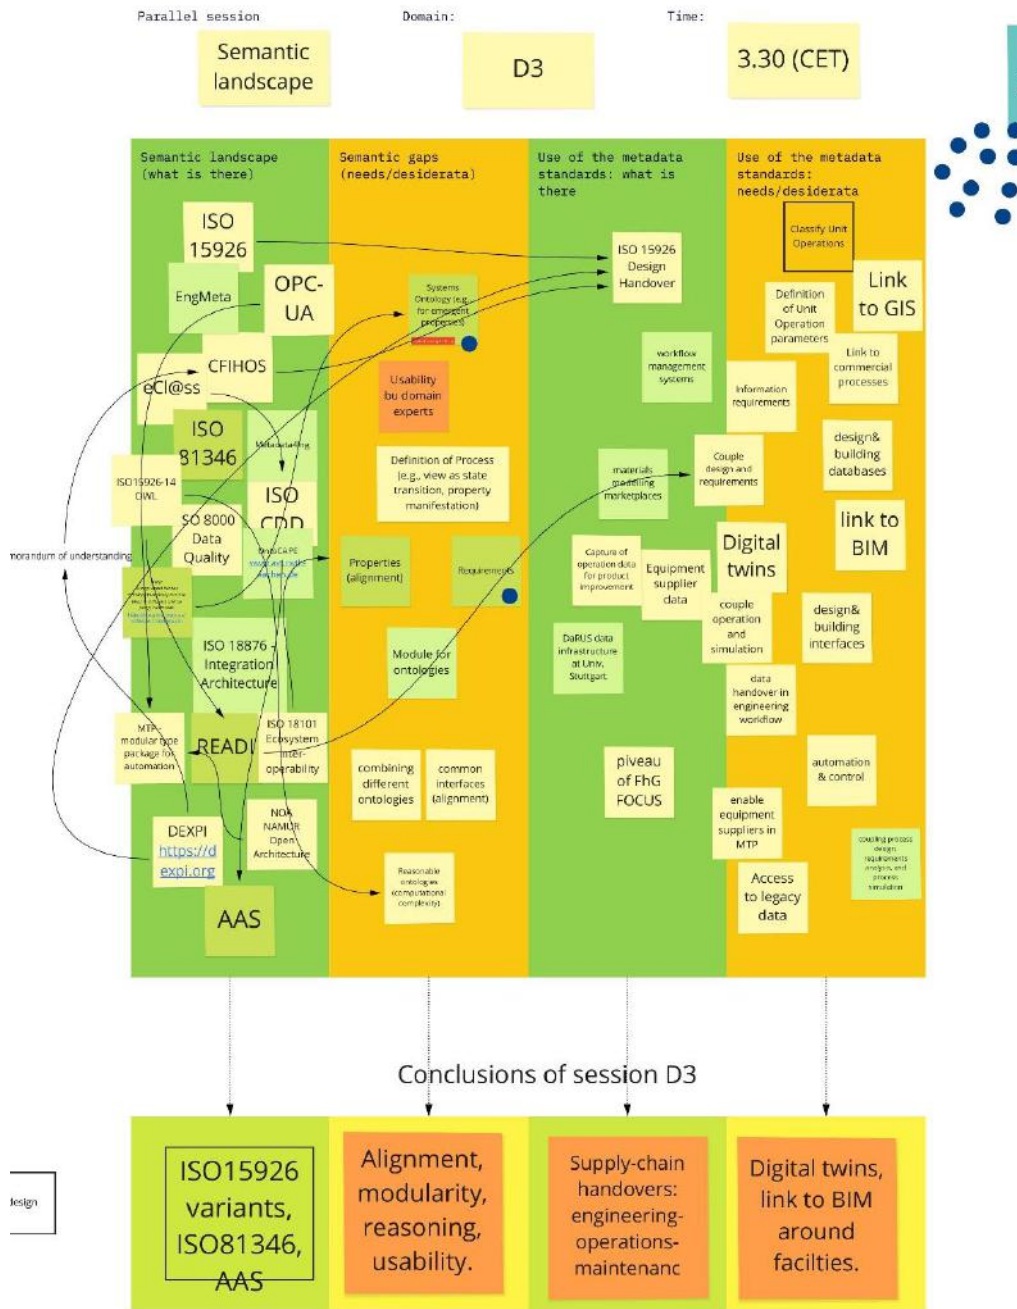 Parallel session
Domain:
Time:
Semantic
landscape
D3
3.30 (CET)
Semantic landscape
(what is there)
ISO
15926
EngMeta
OPC-
UA
CFIHOS
eCl@ss
ISO
81346
ISO15926-14
OWL
ISO
CDD
SO 8000
Data
Quality
OntoCAPE
morandum of understanding
ISO 18876 -
Integration
Architecture
MTP -
modular type
package for
automation
READI
ISO 18101
Ecosystem
inter-
operability
DEXPI
https://d
expi.org
NOA
NAMUR
Open
Architecture
AAS
Semantic gaps
(needs/desiderata)
Systems
Ontology (e.g.,
for emergent
properties)
Usability
bu domain
experts
Definition of Process
(e.g., view as state
transition, property
manifestation)
Properties
(alignment)
Requirements
Module for
ontologies
combining
different
ontologies
common
interfaces
(alignment)
Reasonable
ontologies
(computational
complexity)
Use of the metadata
standards: what is
there
ISO 15926
Design
Handover
workflow
management
systems
materials
modelling
marketplaces
Capture of
operation data
for product
improvement
Equipment
supplier
data
DaRUS data
infrastructure
at Univ.
Stuttgart
piveau
of FhG
FOCUS
Use of the metadata
standards:
needs/desiderata
Classify Unit
Operations
Link
to GIS
Definition of
Unit
Operation
parameters
Link to
commercial
processes
Information
requirements
design&
building
databases
Couple
design and
requirements
link to
BIM
Digital
twins
couple
operation
and
simulation
design&
building
interfaces
data
handover in
engineering
workflow
automation
& control
enable
equipment
suppliers in
MTP
coupling process
design, requirements
analysis, and
process
simulation
Access
to legacy
data
Conclusions of session D3
design
ISO15926
variants,
ISO81346,
AAS
Alignment,
modularity,
reasoning,
usability.
Supply-chain
handovers:
engineering-
operations-
maintenanc
Digital twins,
link to BIM
around
facilties.